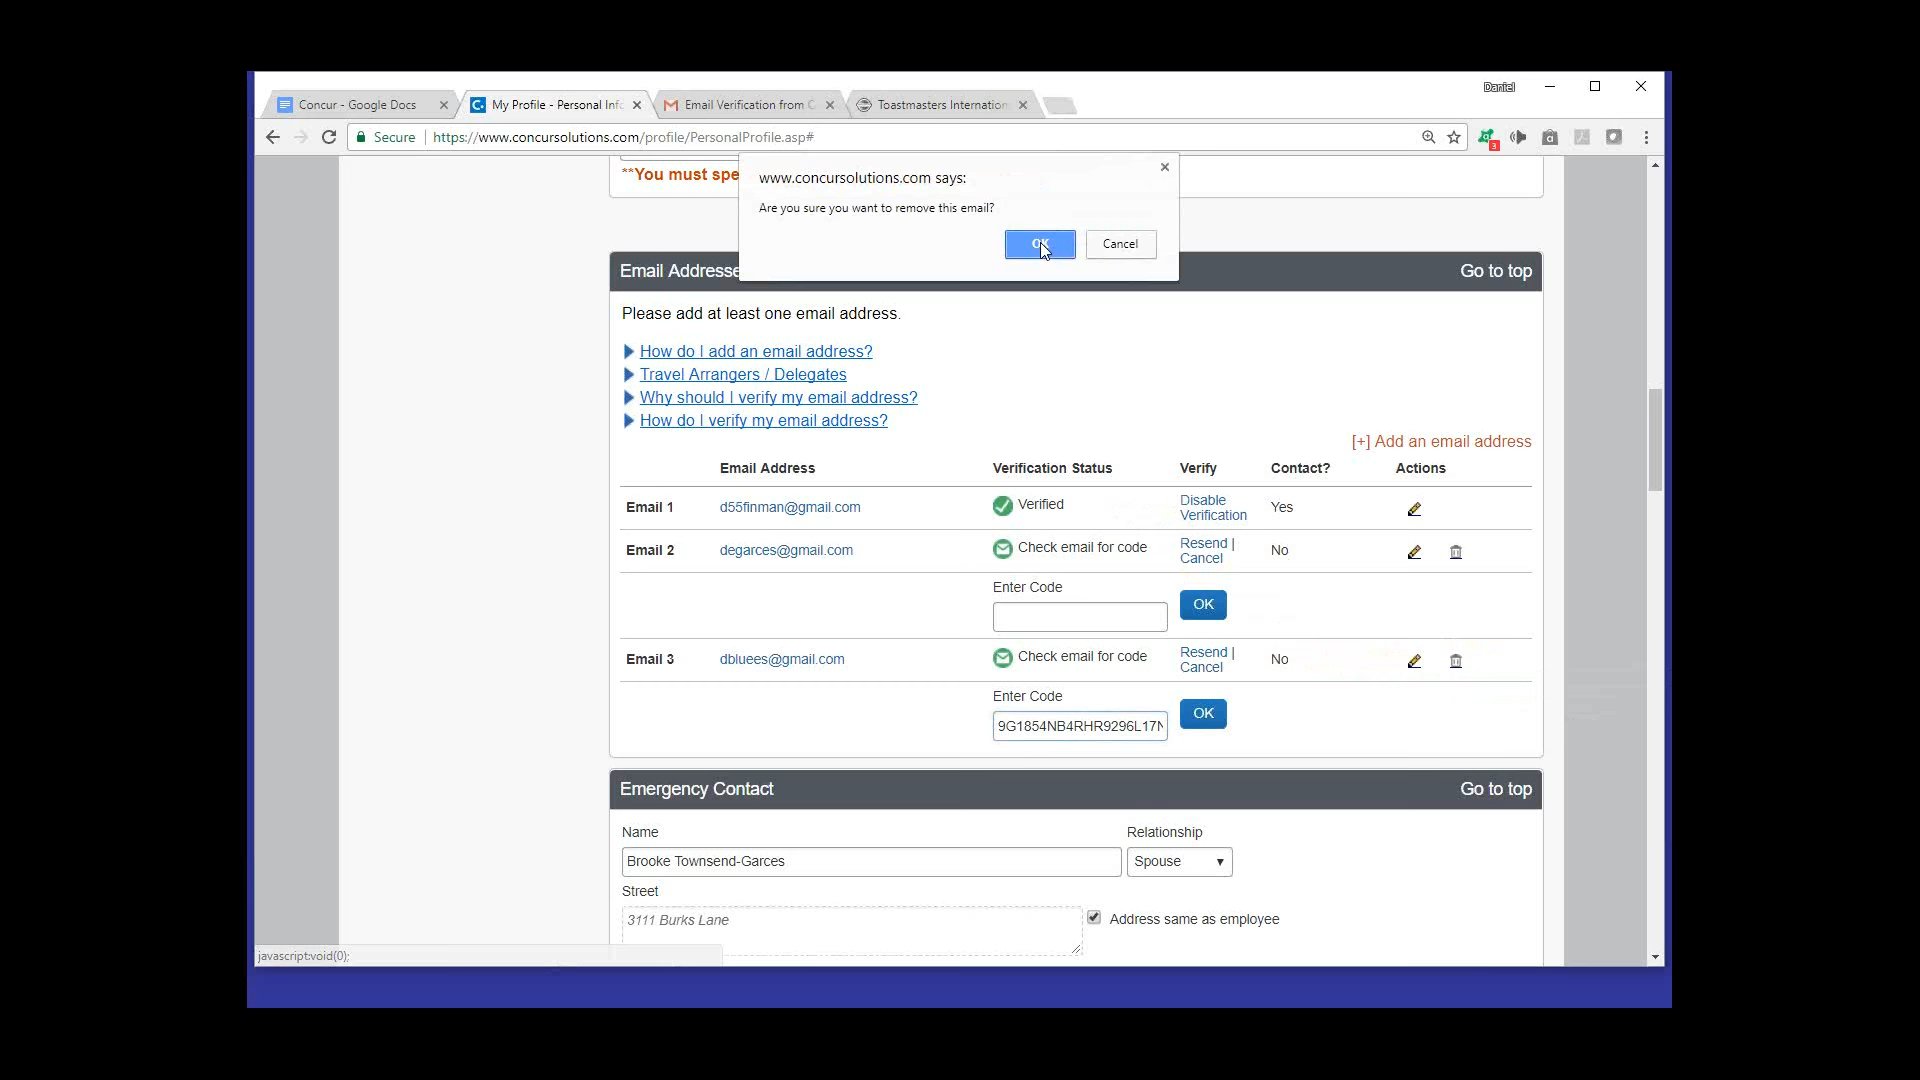 Daniel
Concur - Google Docs
My Profile - Personal Info
Email Verification from C
Toastmasters Internation
Secure
https://www.concursolutions.com/profile/PersonalProfile.asp#
3
www.concursolutions.com says:
Are you sure you want to remove this email?
OK
Cancel
**You must spe
Email Addresse
Go to top
Please add at least one email address.
How do I add an email address?
Travel Arrangers / Delegates
Why should I verify my email address?
How do I verify my email address?
[+] Add an email address
Email Address Verification Status Verify Contact? Actions
Email 1 d55finman@gmail.com Verified Disable Verification Yes
Email 2 degarces@gmail.com Check email for code Resend | Cancel No
Enter Code
OK
Email 3 dbluees@gmail.com Check email for code Resend | Cancel No
Enter Code
9G1854NB4RHR9296L17N
OK
Emergency Contact
Go to top
Name
Relationship
Brooke Townsend-Garces
Spouse
Street
3111 Burks Lane
Address same as employee
javascript:void(0);